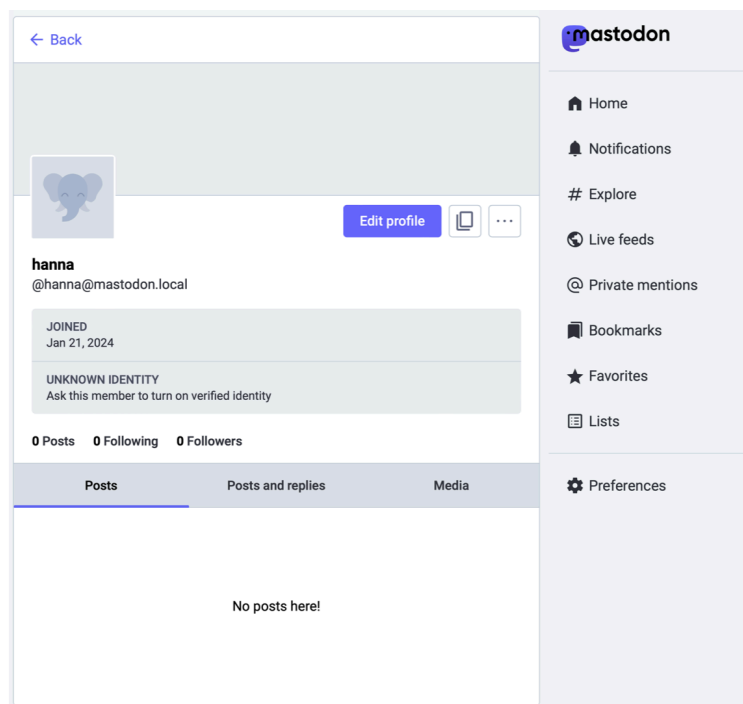 ← Back
Edit profile
hanna
@hanna@mastodon.local
JOINED
Jan 21, 2024
UNKNOWN IDENTITY
Ask this member to turn on verified identity
0 Posts 0 Following 0 Followers
Posts Posts and replies Media
No posts here!
mastodon
Home
Notifications
# Explore
Live feeds
@ Private mentions
Bookmarks
Favorites
Lists
Preferences